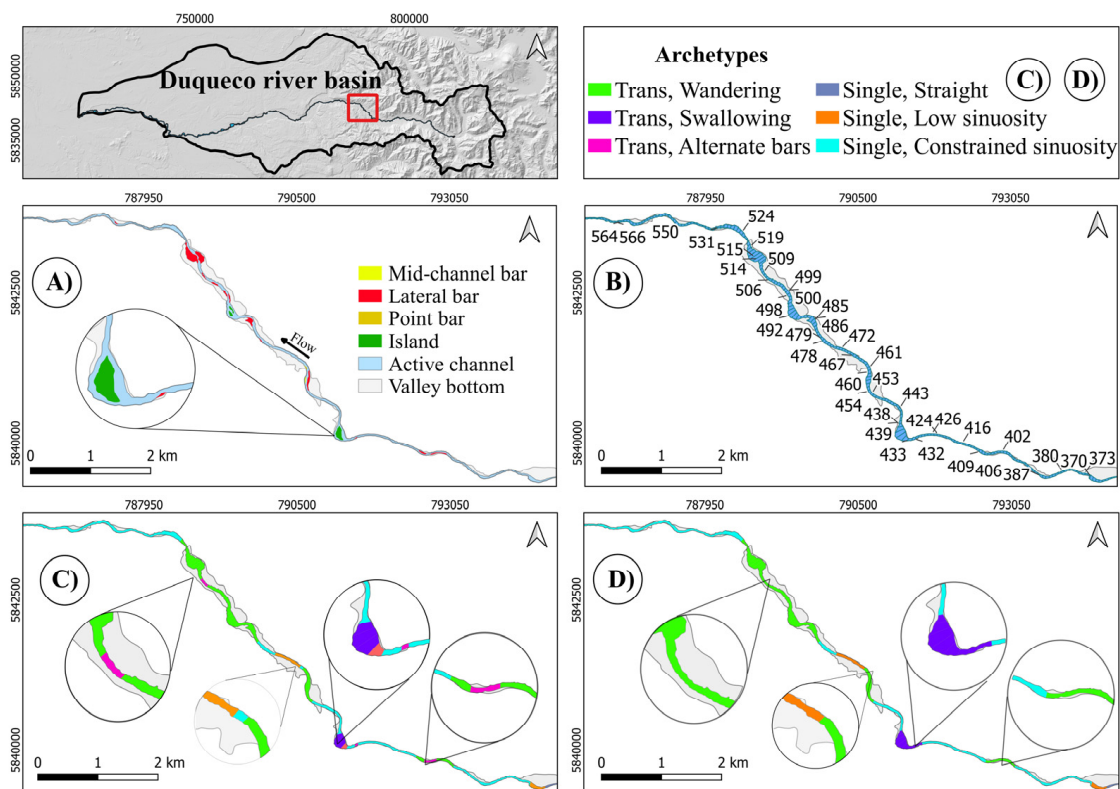 750000 800000
5850000
5835000
Duqueco river basin
Archetypes
C) D)
Trans, Wandering Single, Straight
Trans, Swallowing Single, Low sinuosity
Trans, Alternate bars Single, Constrained sinuosity
787950 790500 793050
5842500
5840000
A)
Mid-channel bar
Lateral bar
Point bar
Island
Active channel
Valley bottom
Flow
0 1 2 km
787950 790500 793050
5842500
5840000
B)
564 566 550 531 524
515 519
514 509
506 499
500
498 485
492 486
479 472
478 467 461
460 453
454 443
438 424 426 416
439 402
433 432 409 406 387 380 370 373
0 1 2 km
787950 790500 793050
5842500
5840000
C)
0 1 2 km
787950 790500 793050
5842500
5840000
D)
0 1 2 km